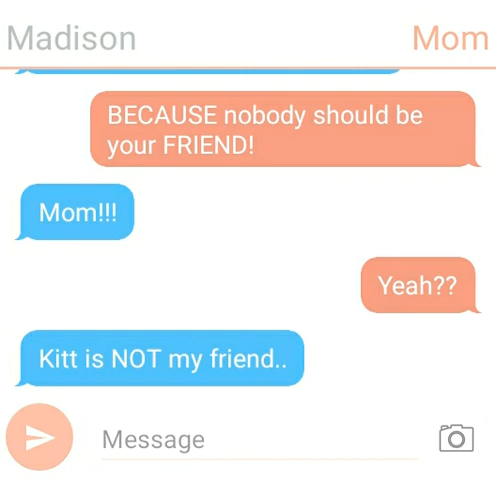 Madison Mom
BECAUSE nobody should be
your FRIEND!
Mom!!!
Yeah??
Kitt is NOT my friend..
Message